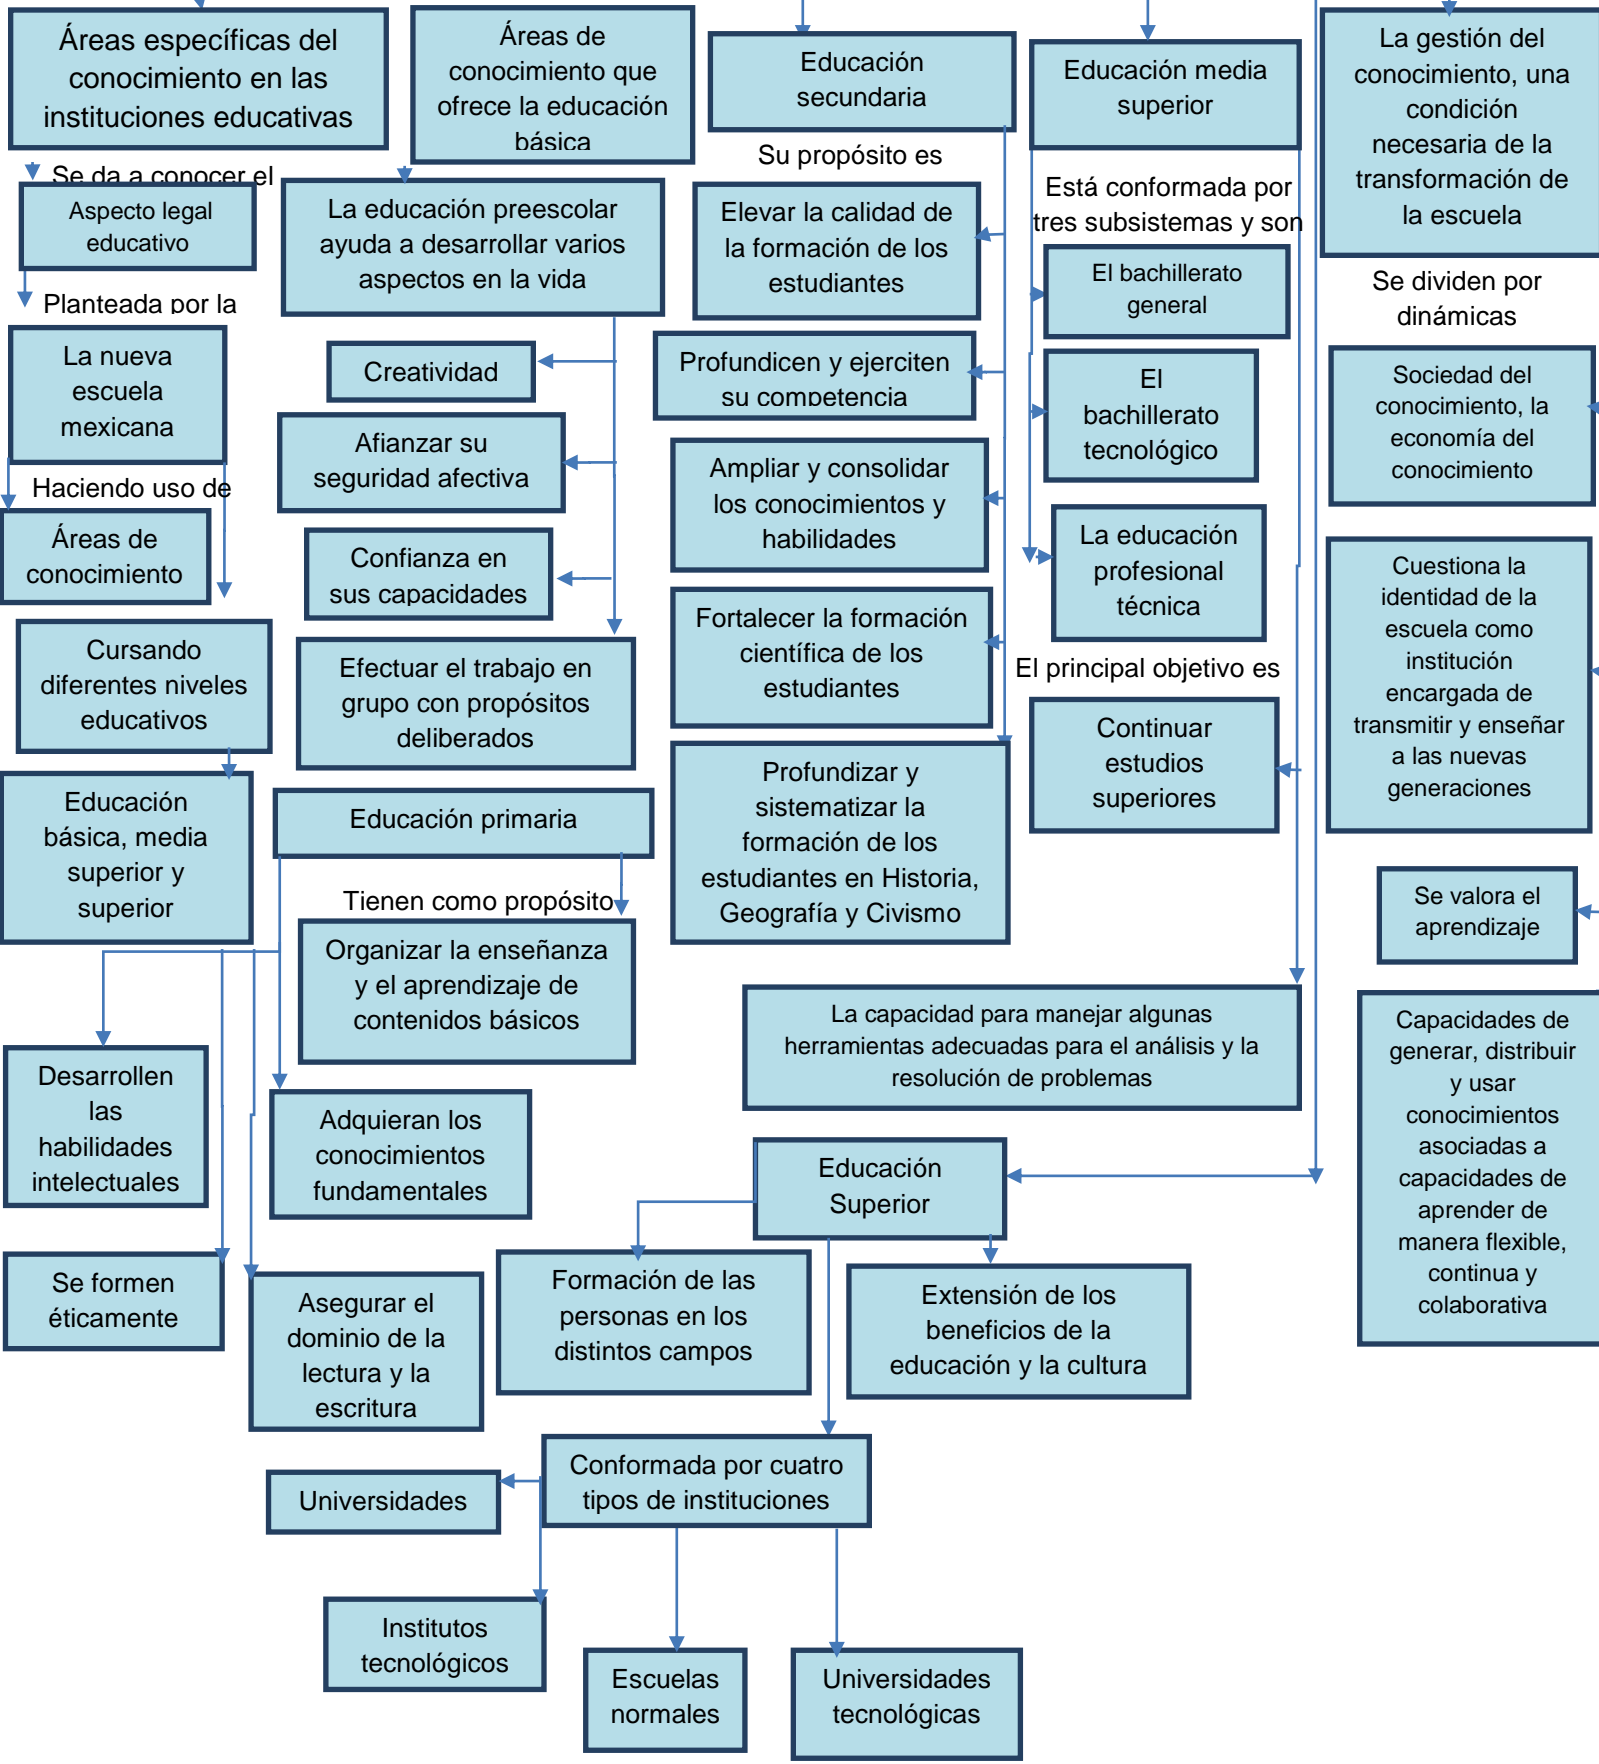 Áreas específicas del
conocimiento en las
instituciones educativas
Se da a conocer el
Aspecto legal
educativo
Planteada por la
La nueva
escuela
mexicana
Haciendo uso de
Áreas de
conocimiento
Cursando
diferentes niveles
educativos
Educación
básica, media
superior y
superior
Áreas de
conocimiento que
ofrece la educación
básica
La educación preescolar
ayuda a desarrollar varios
aspectos en la vida
Creatividad
Afianzar su
seguridad afectiva
Confianza en
sus capacidades
Efectuar el trabajo en
grupo con propósitos
deliberados
Educación primaria
Tienen como propósito
Organizar la enseñanza
y el aprendizaje de
contenidos básicos
Desarrollen
las
habilidades
intelectuales
Adquieran los
conocimientos
fundamentales
Se formen
éticamente
Asegurar el
dominio de la
lectura y la
escritura
Educación
secundaria
Su propósito es
Elevar la calidad de
la formación de los
estudiantes
Profundicen y ejerciten
su competencia
Ampliar y consolidar
los conocimientos y
habilidades
Fortalecer la formación
científica de los
estudiantes
Profundizar y
sistematizar la
formación de los
estudiantes en Historia,
Geografía y Civismo
Educación media
superior
Está conformada por
tres subsistemas y son
El bachillerato
general
El
bachillerato
tecnológico
La educación
profesional
técnica
El principal objetivo es
Continuar
estudios
superiores
La capacidad para manejar algunas
herramientas adecuadas para el análisis y la
resolución de problemas
Educación
Superior
Formación de las
personas en los
distintos campos
Extensión de los
beneficios de la
educación y la cultura
Conformada por cuatro
tipos de instituciones
Universidades
Institutos
tecnológicos
Escuelas
normales
Universidades
tecnológicas
La gestión del
conocimiento, una
condición
necesaria de la
transformación de
la escuela
Se dividen por
dinámicas
Sociedad del
conocimiento, la
economía del
conocimiento
Cuestiona la
identidad de la
escuela como
institución
encargada de
transmitir y enseñar
a las nuevas
generaciones
Se valora el
aprendizaje
Capacidades de
generar, distribuir
y usar
conocimientos
asociadas a
capacidades de
aprender de
manera flexible,
continua y
colaborativa